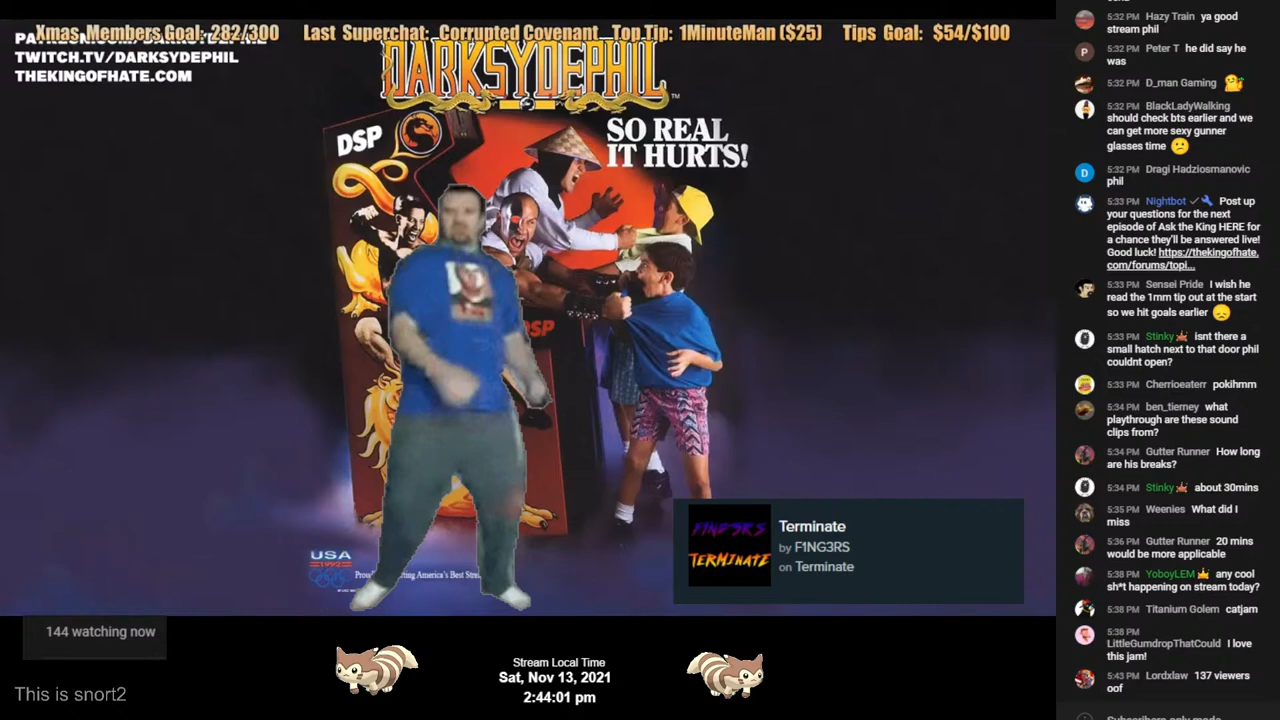 Xmas Members Goal: 282/300 Last Superchat: Corrupted Covenant Top Tip: 1MinuteMan ($25) Tips Goal: $54/$100
TWITCH.TV/DARKSYDEPHIL
THEKINGOFHATE.COM
DARKSYDEPHIL™
DSP
SO REAL
IT HURTS!
DSP
USA
F1NG3RS
TERMINATE
Terminate
by F1NG3RS
on Terminate
144 watching now
This is snort2
Stream Local Time
Sat, Nov 13, 2021
2:44:01 pm
5:32 PM Hazy Train ya good
stream phil
5:32 PM Peter T he did say he
was
5:32 PM D_man Gaming
5:32 PM BlackLadyWalking
should check bts earlier and we
can get more sexy gunner
glasses time
5:32 PM Dragi Hadziosmanovic
phil
5:33 PM Nightbot Post up
your questions for the next
episode of Ask the King HERE for
a chance they'll be answered live!
Good luck! https://thekingofhate.
com/forums/topi...
5:33 PM Sensei Pride I wish he
read the 1mm tip out at the start
so we hit goals earlier
5:33 PM Stinky isnt there a
small hatch next to that door phil
couldnt open?
5:33 PM Cherrioeaterr pokihmm
5:34 PM ben_tierney what
playthrough are these sound
clips from?
5:34 PM Gutter Runner How long
are his breaks?
5:34 PM Stinky about 30mins
5:35 PM Weenies What did I
miss
5:36 PM Gutter Runner 20 mins
would be more applicable
5:38 PM YoboyLEM any cool
sh*t happening on stream today?
5:38 PM Titanium Golem catjam
5:38 PM
LittleGumdropThatCould I love
this jam!
5:43 PM Lordxlaw 137 viewers
oof